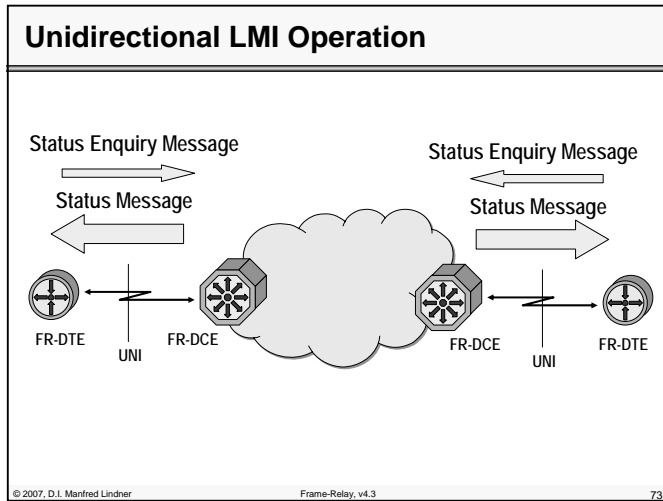 Unidirectional LMI Operation
Status Enquiry Message
Status Message
Status Enquiry Message
Status Message
FR-DTE
UNI
FR-DCE
FR-DCE
UNI
FR-DTE
© 2007, D.I. Manfred Lindner
Frame-Relay, v4.3
73